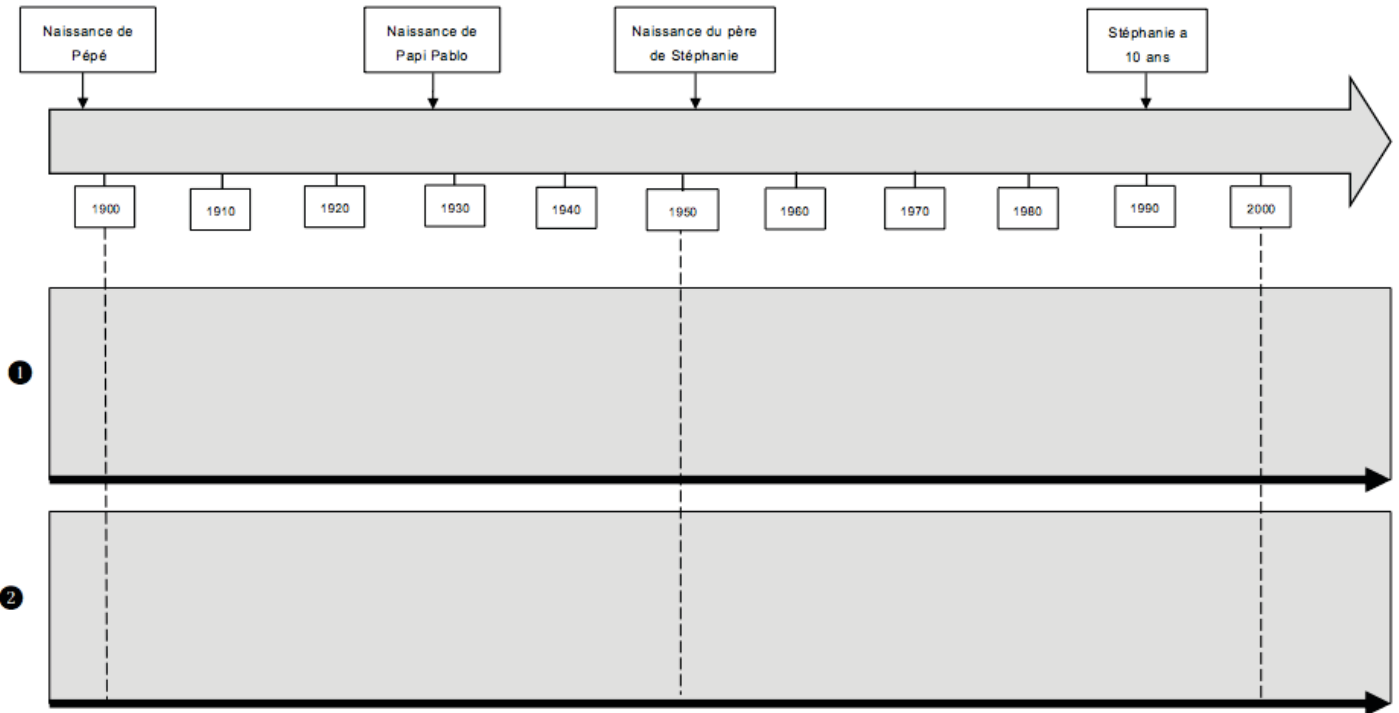 Naissance de
Pépé
Naissance de
Papi Pablo
Naissance du père
de Stéphanie
Stéphanie a
10 ans
1900
1910
1920
1930
1940
1950
1960
1970
1980
1990
2000
❶
❷